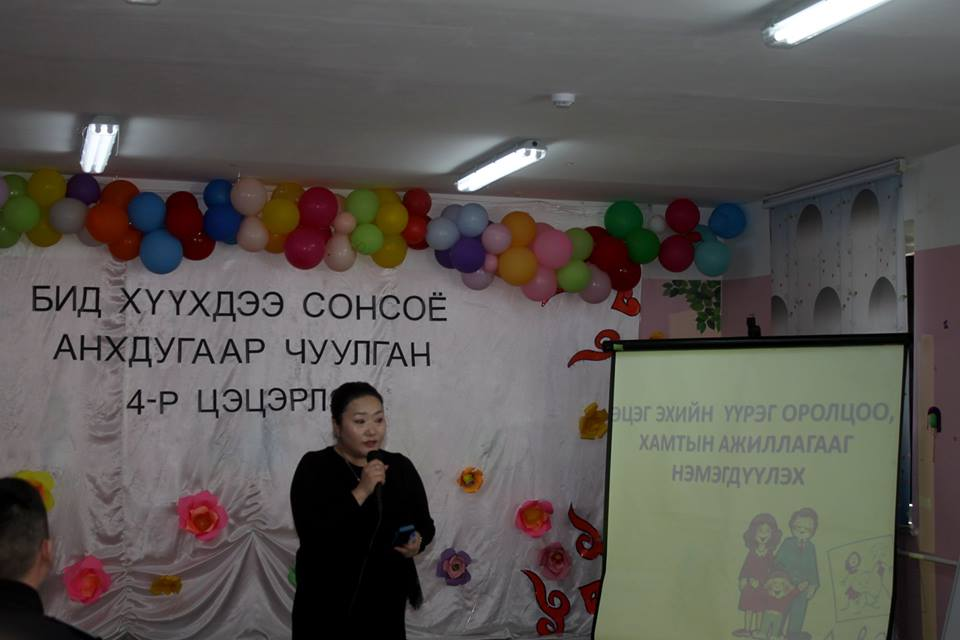 БИД ХҮҮХДЭЭ СОНСОЁ
АНХДУГААР ЧУУЛГАН
4-Р ЦЭЦЭРЛ
ЭЦЭГ ЭХИЙН ҮҮРЭГ ОРОЛЦОО,
ХАМТЫН АЖИЛЛАГААГ
НЭМЭГДҮҮЛЭХ